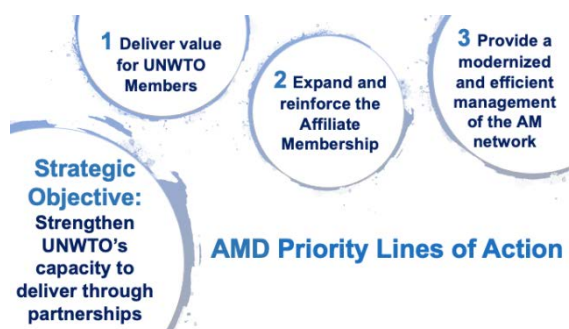 1 Deliver value
for UNWTO
Members
2 Expand and
reinforce the
Affiliate
Membership
3 Provide a
modernized
and efficient
management
of the AM
network
Strategic
Objective:
Strengthen
UNWTO's
capacity to
deliver through
partnerships
AMD Priority Lines of Action